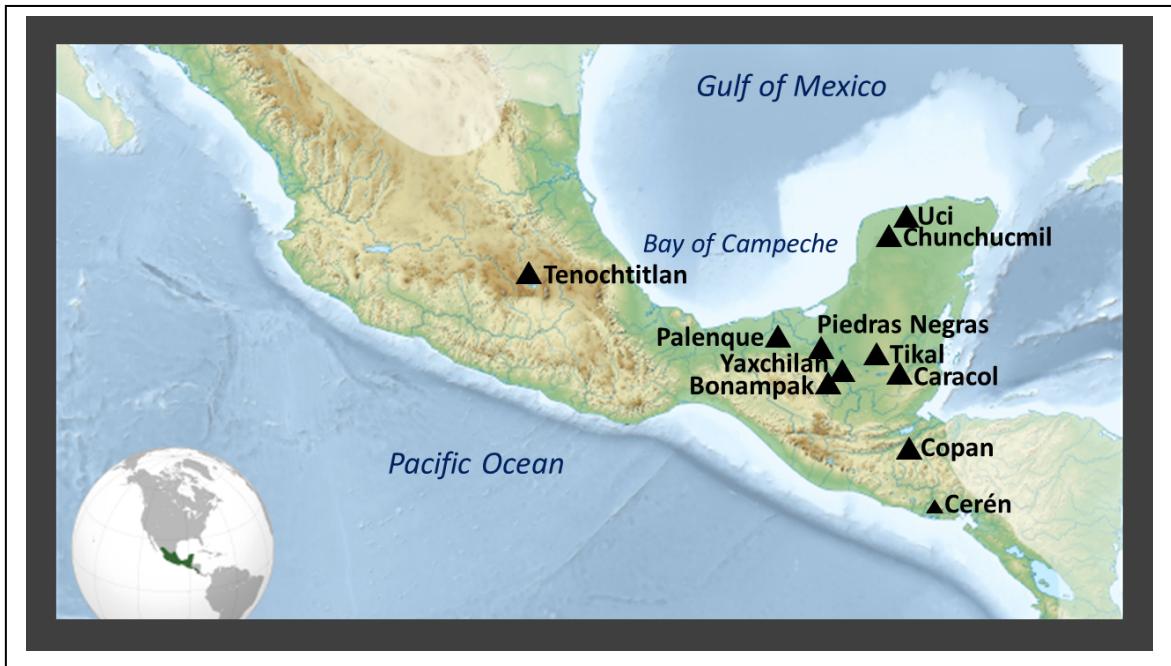 Gulf of Mexico
Uci
Chunchucmil
Bay of Campeche
Tenochtitlan
Piedras Negras
Palenque
Tikal
Yaxchilan
Caracol
Bonampak
Copan
Pacific Ocean
Cerén